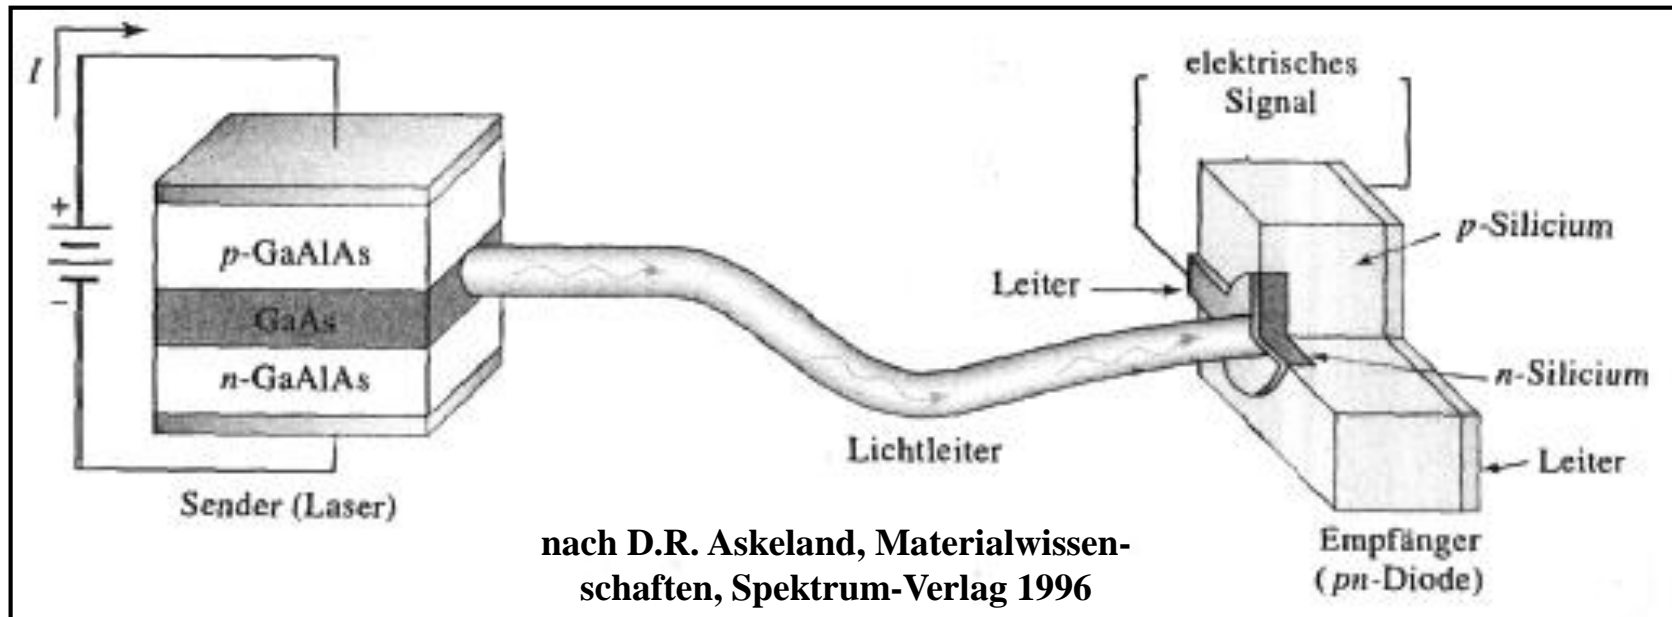 I
+
−
p-GaAlAs
GaAs
n-GaAlAs
Sender (Laser)
Lichtleiter
elektrisches
Signal
Leiter
p-Silicium
n-Silicium
Leiter
Empfänger
(pn-Diode)
nach D.R. Askeland, Materialwissen-
schaften, Spektrum-Verlag 1996